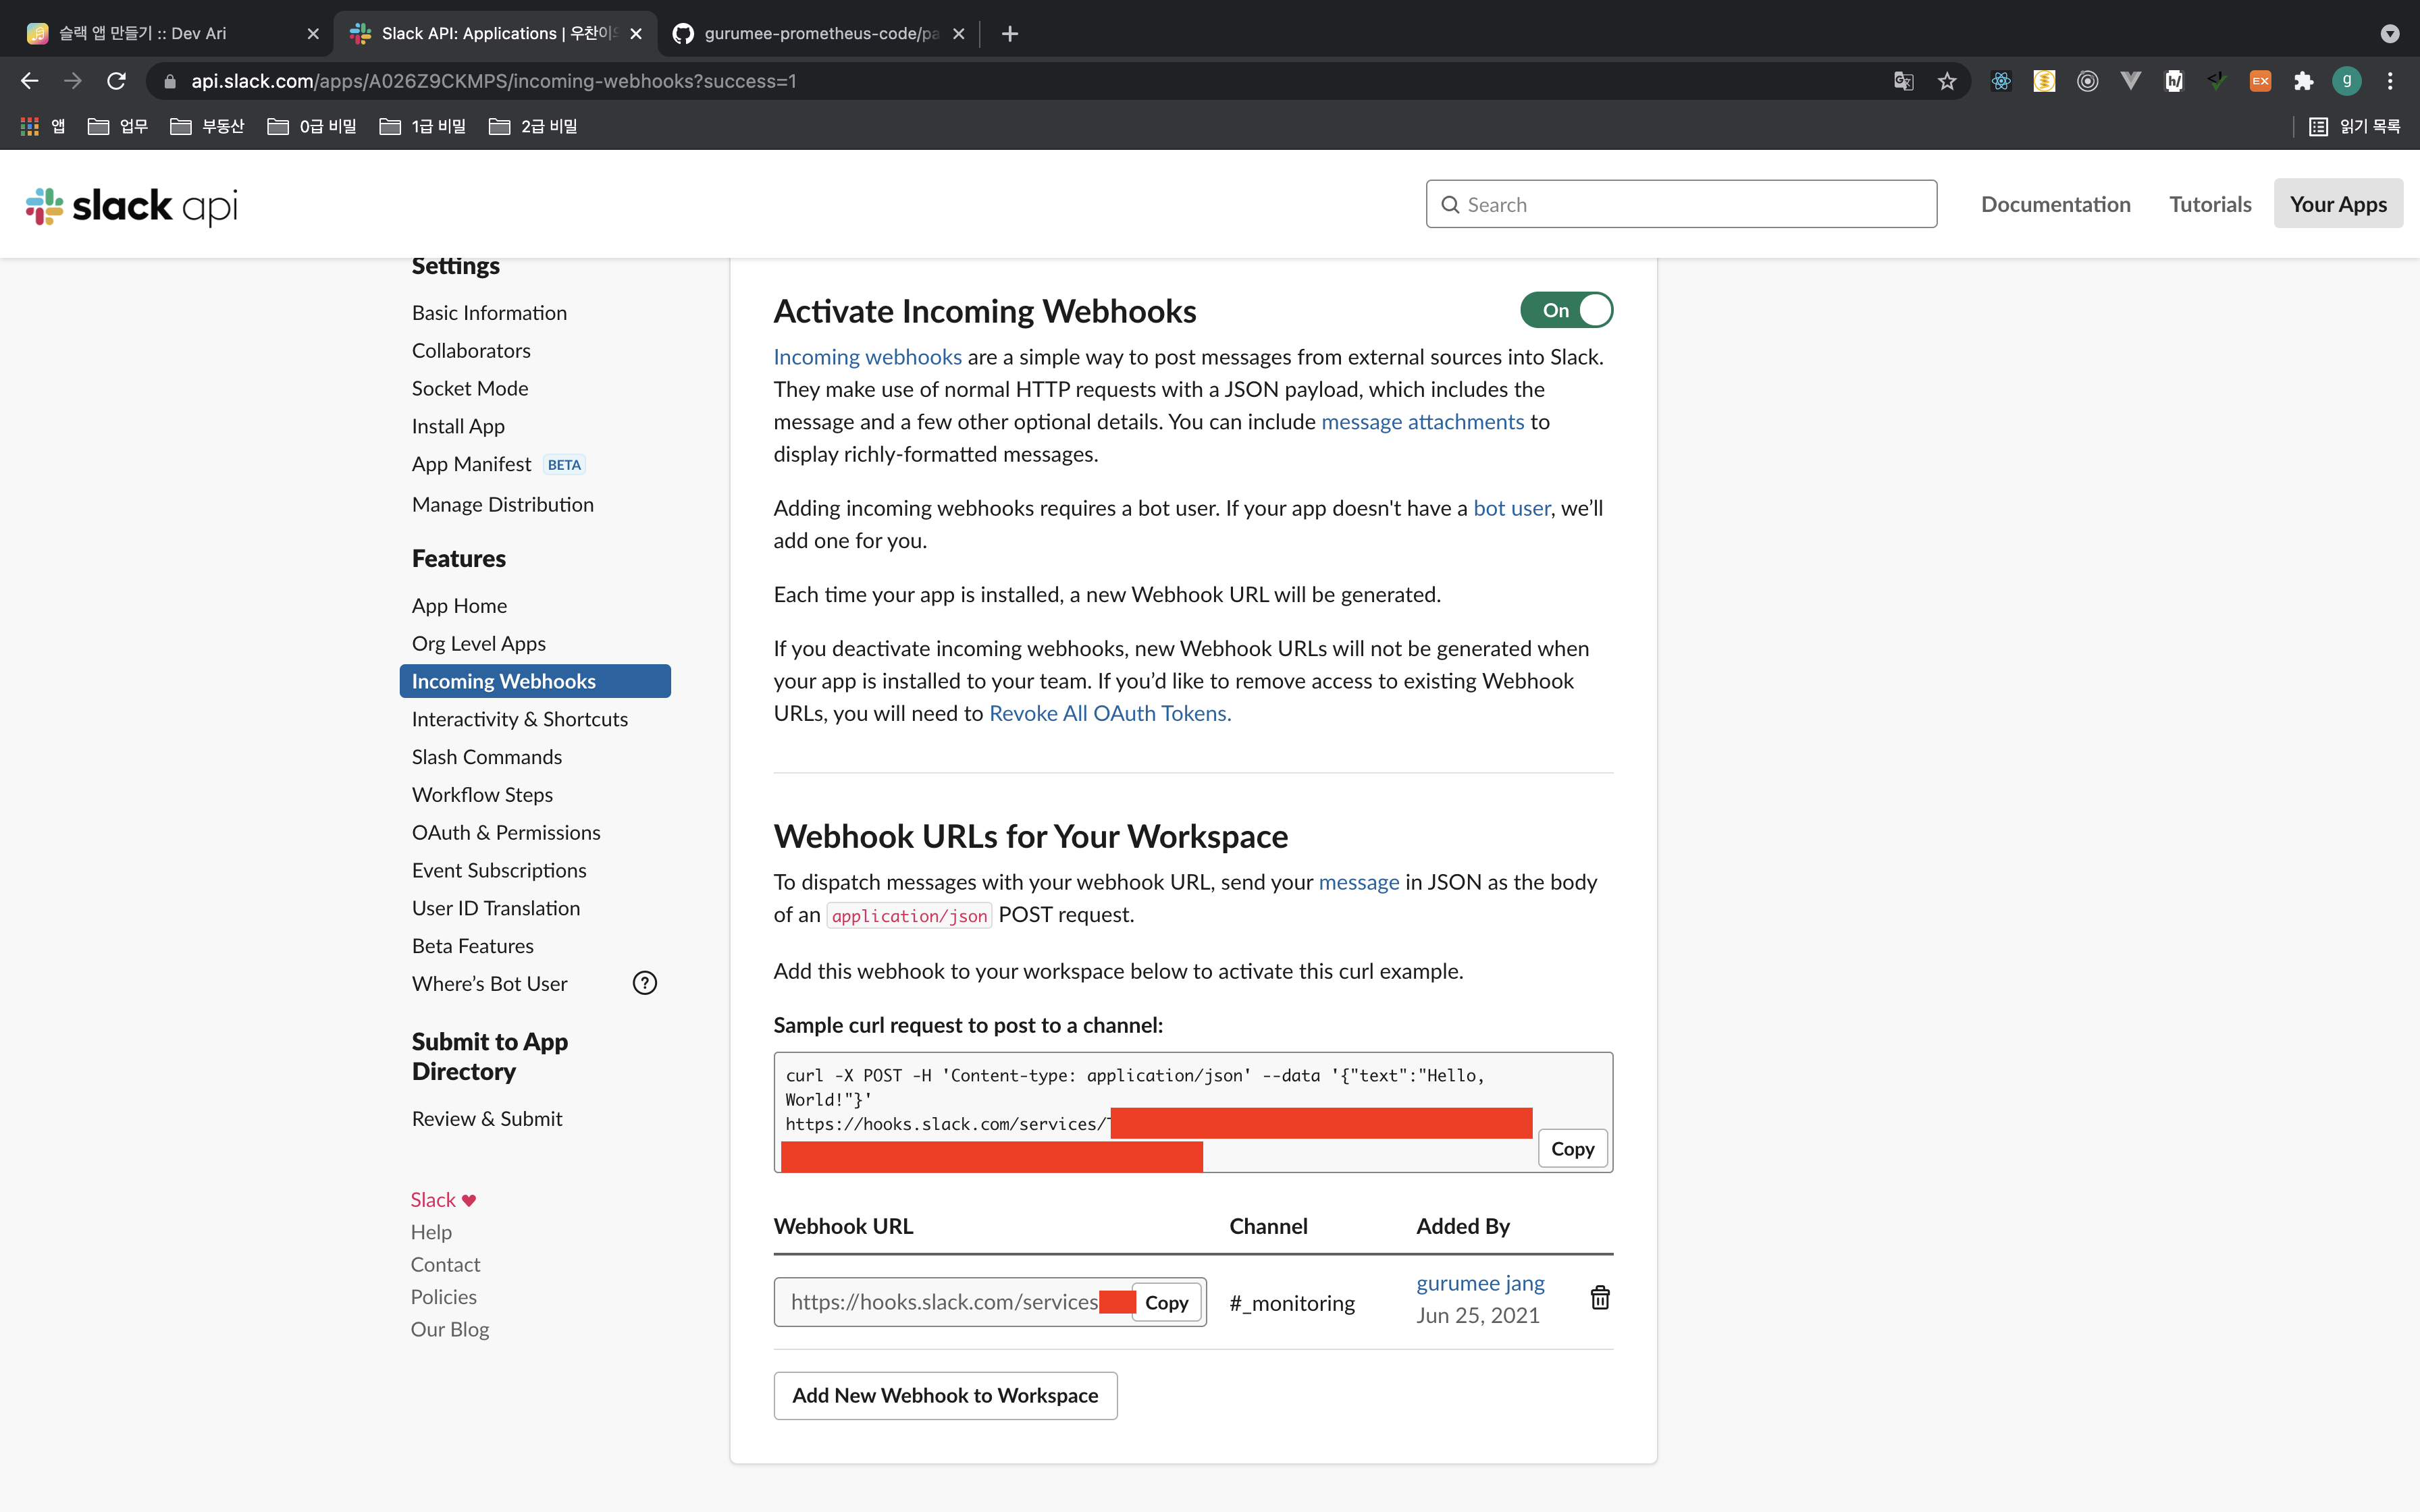 슬랙 앱 만들기 :: Dev Ari
Slack API: Applications | 우찬이
gurumee-prometheus-code/pa
api.slack.com/apps/A026Z9CKMPS/incoming-webhooks?success=1
EX
g
앱
업무
부동산
0급 비밀
1급 비밀
2급 비밀
읽기 목록
slack api
Search
Documentation
Tutorials
Your Apps
Settings
Basic Information
Collaborators
Socket Mode
Install App
App Manifest BETA
Manage Distribution
Features
App Home
Org Level Apps
Incoming Webhooks
Interactivity & Shortcuts
Slash Commands
Workflow Steps
OAuth & Permissions
Event Subscriptions
User ID Translation
Beta Features
Where’s Bot User ?
Submit to App
Directory
Review & Submit
Slack ♥
Help
Contact
Policies
Our Blog
Activate Incoming Webhooks
On
Incoming webhooks are a simple way to post messages from external sources into Slack.
They make use of normal HTTP requests with a JSON payload, which includes the
message and a few other optional details. You can include message attachments to
display richly-formatted messages.
Adding incoming webhooks requires a bot user. If your app doesn't have a bot user, we’ll
add one for you.
Each time your app is installed, a new Webhook URL will be generated.
If you deactivate incoming webhooks, new Webhook URLs will not be generated when
your app is installed to your team. If you’d like to remove access to existing Webhook
URLs, you will need to Revoke All OAuth Tokens.
Webhook URLs for Your Workspace
To dispatch messages with your webhook URL, send your message in JSON as the body
of an application/json POST request.
Add this webhook to your workspace below to activate this curl example.
Sample curl request to post to a channel:
curl -X POST -H 'Content-type: application/json' --data '{"text":"Hello,
World!"}'
https://hooks.slack.com/services/
Copy
Webhook URL
Channel
Added By
https://hooks.slack.com/services
Copy
#_monitoring
gurumee jang
Jun 25, 2021
Add New Webhook to Workspace